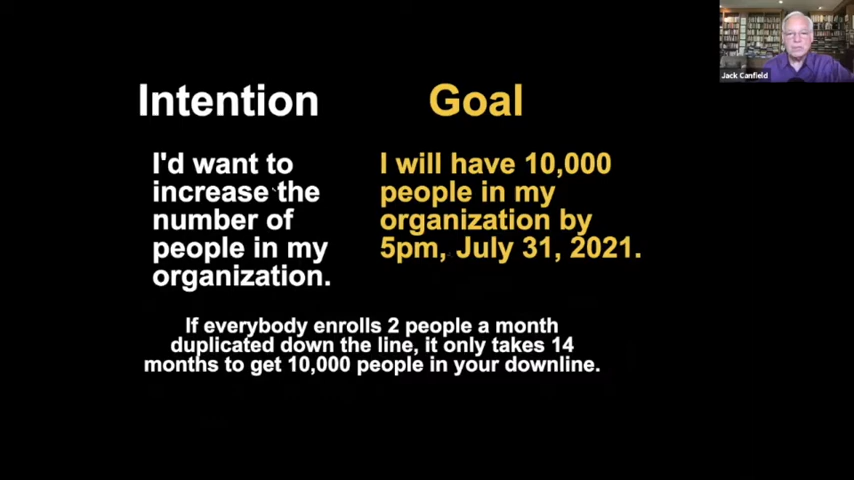 Jack Canfield
Intention
Goal
I'd want to
increase the
number of
people in my
organization.
I will have 10,000
people in my
organization by
5pm, July 31, 2021.
If everybody enrolls 2 people a month
duplicated down the line, it only takes 14
months to get 10,000 people in your downline.